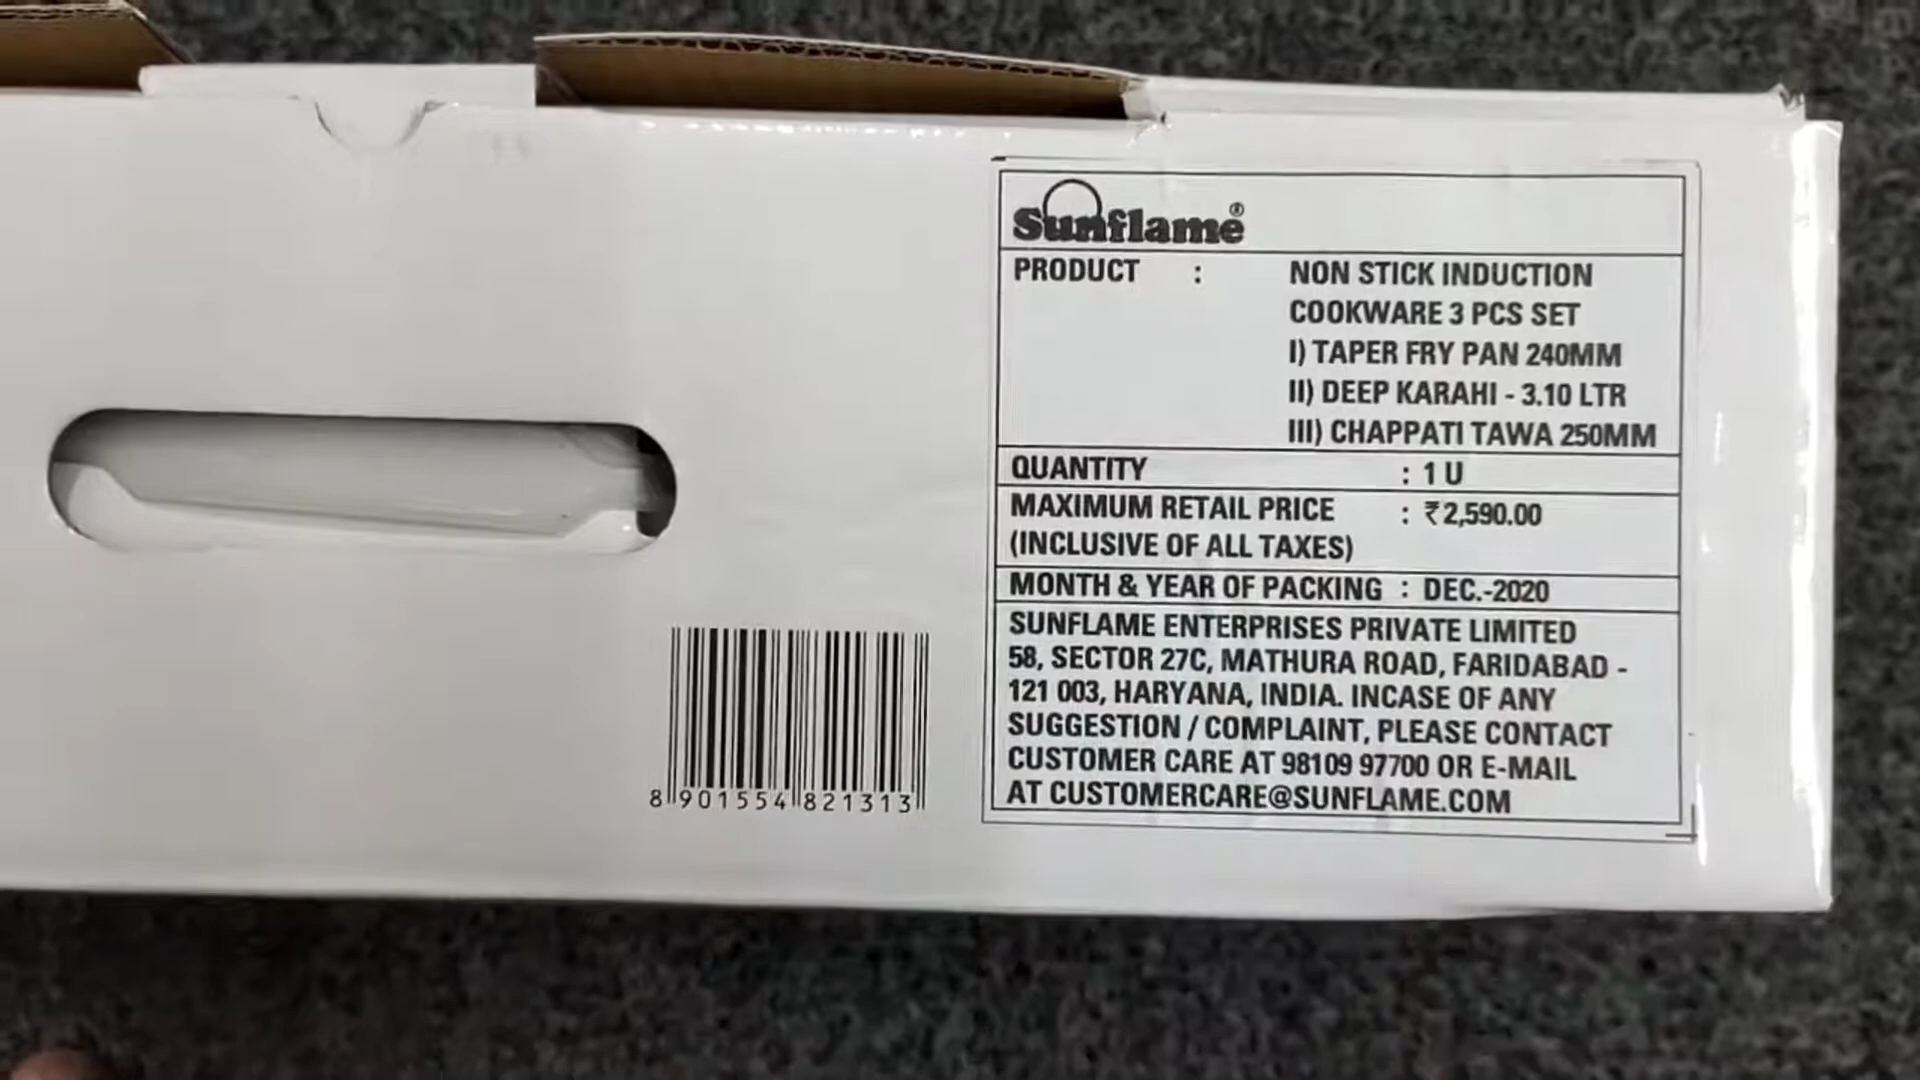 Sunflame®
PRODUCT : NON STICK INDUCTION
COOKWARE 3 PCS SET
I) TAPER FRY PAN 240MM
II) DEEP KARAHI - 3.10 LTR
III) CHAPPATI TAWA 250MM
QUANTITY : 1 U
MAXIMUM RETAIL PRICE : ₹2,590.00
(INCLUSIVE OF ALL TAXES)
MONTH & YEAR OF PACKING : DEC.-2020
SUNFLAME ENTERPRISES PRIVATE LIMITED
58, SECTOR 27C, MATHURA ROAD, FARIDABAD -
121 003, HARYANA, INDIA. INCASE OF ANY
SUGGESTION / COMPLAINT, PLEASE CONTACT
CUSTOMER CARE AT 98109 97700 OR E-MAIL
AT CUSTOMERCARE@SUNFLAME.COM
8 901554 821313